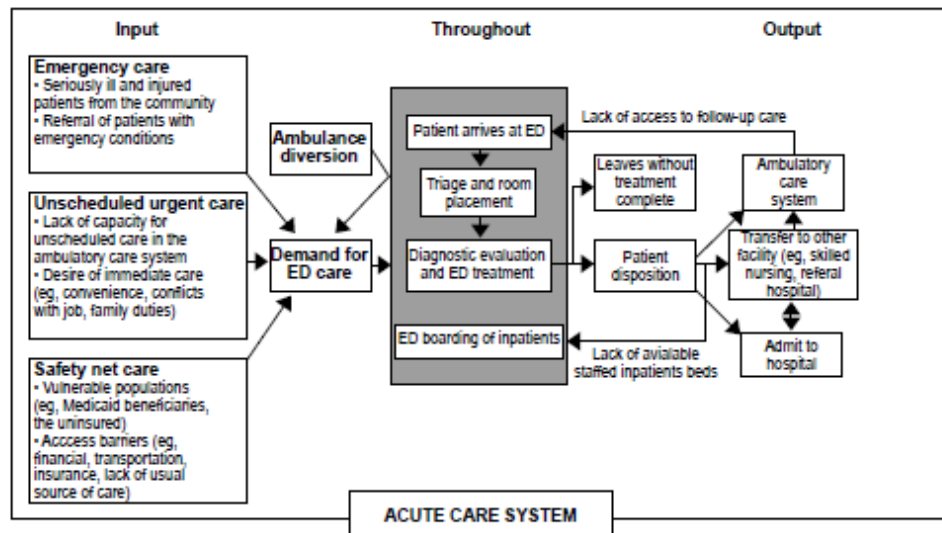 Input
Throughout
Output
Emergency care
• Seriously ill and injured
patients from the community
• Referral of patients with
emergency conditions
Unscheduled urgent care
• Lack of capacity for
unscheduled care in the
ambulatory care system
• Desire of immediate care
(eg, convenience, conflicts
with job, family duties)
Safety net care
• Vulnerable populations
(eg, Medicaid beneficiaries,
the uninsured)
• Acccess barriers (eg,
financial, transportation,
insurance, lack of usual
source of care)
Ambulance
diversion
Demand for
ED care
Patient arrives at ED
Triage and room
placement
Diagnostic evaluation
and ED treatment
ED boarding of inpatients
Lack of access to follow-up care
Leaves without
treatment
complete
Patient
disposition
Lack of avialable
staffed inpatients beds
Ambulatory
care
system
Transfer to other
facility (eg, skilled
nursing, referal
hospital)
Admit to
hospital
ACUTE CARE SYSTEM